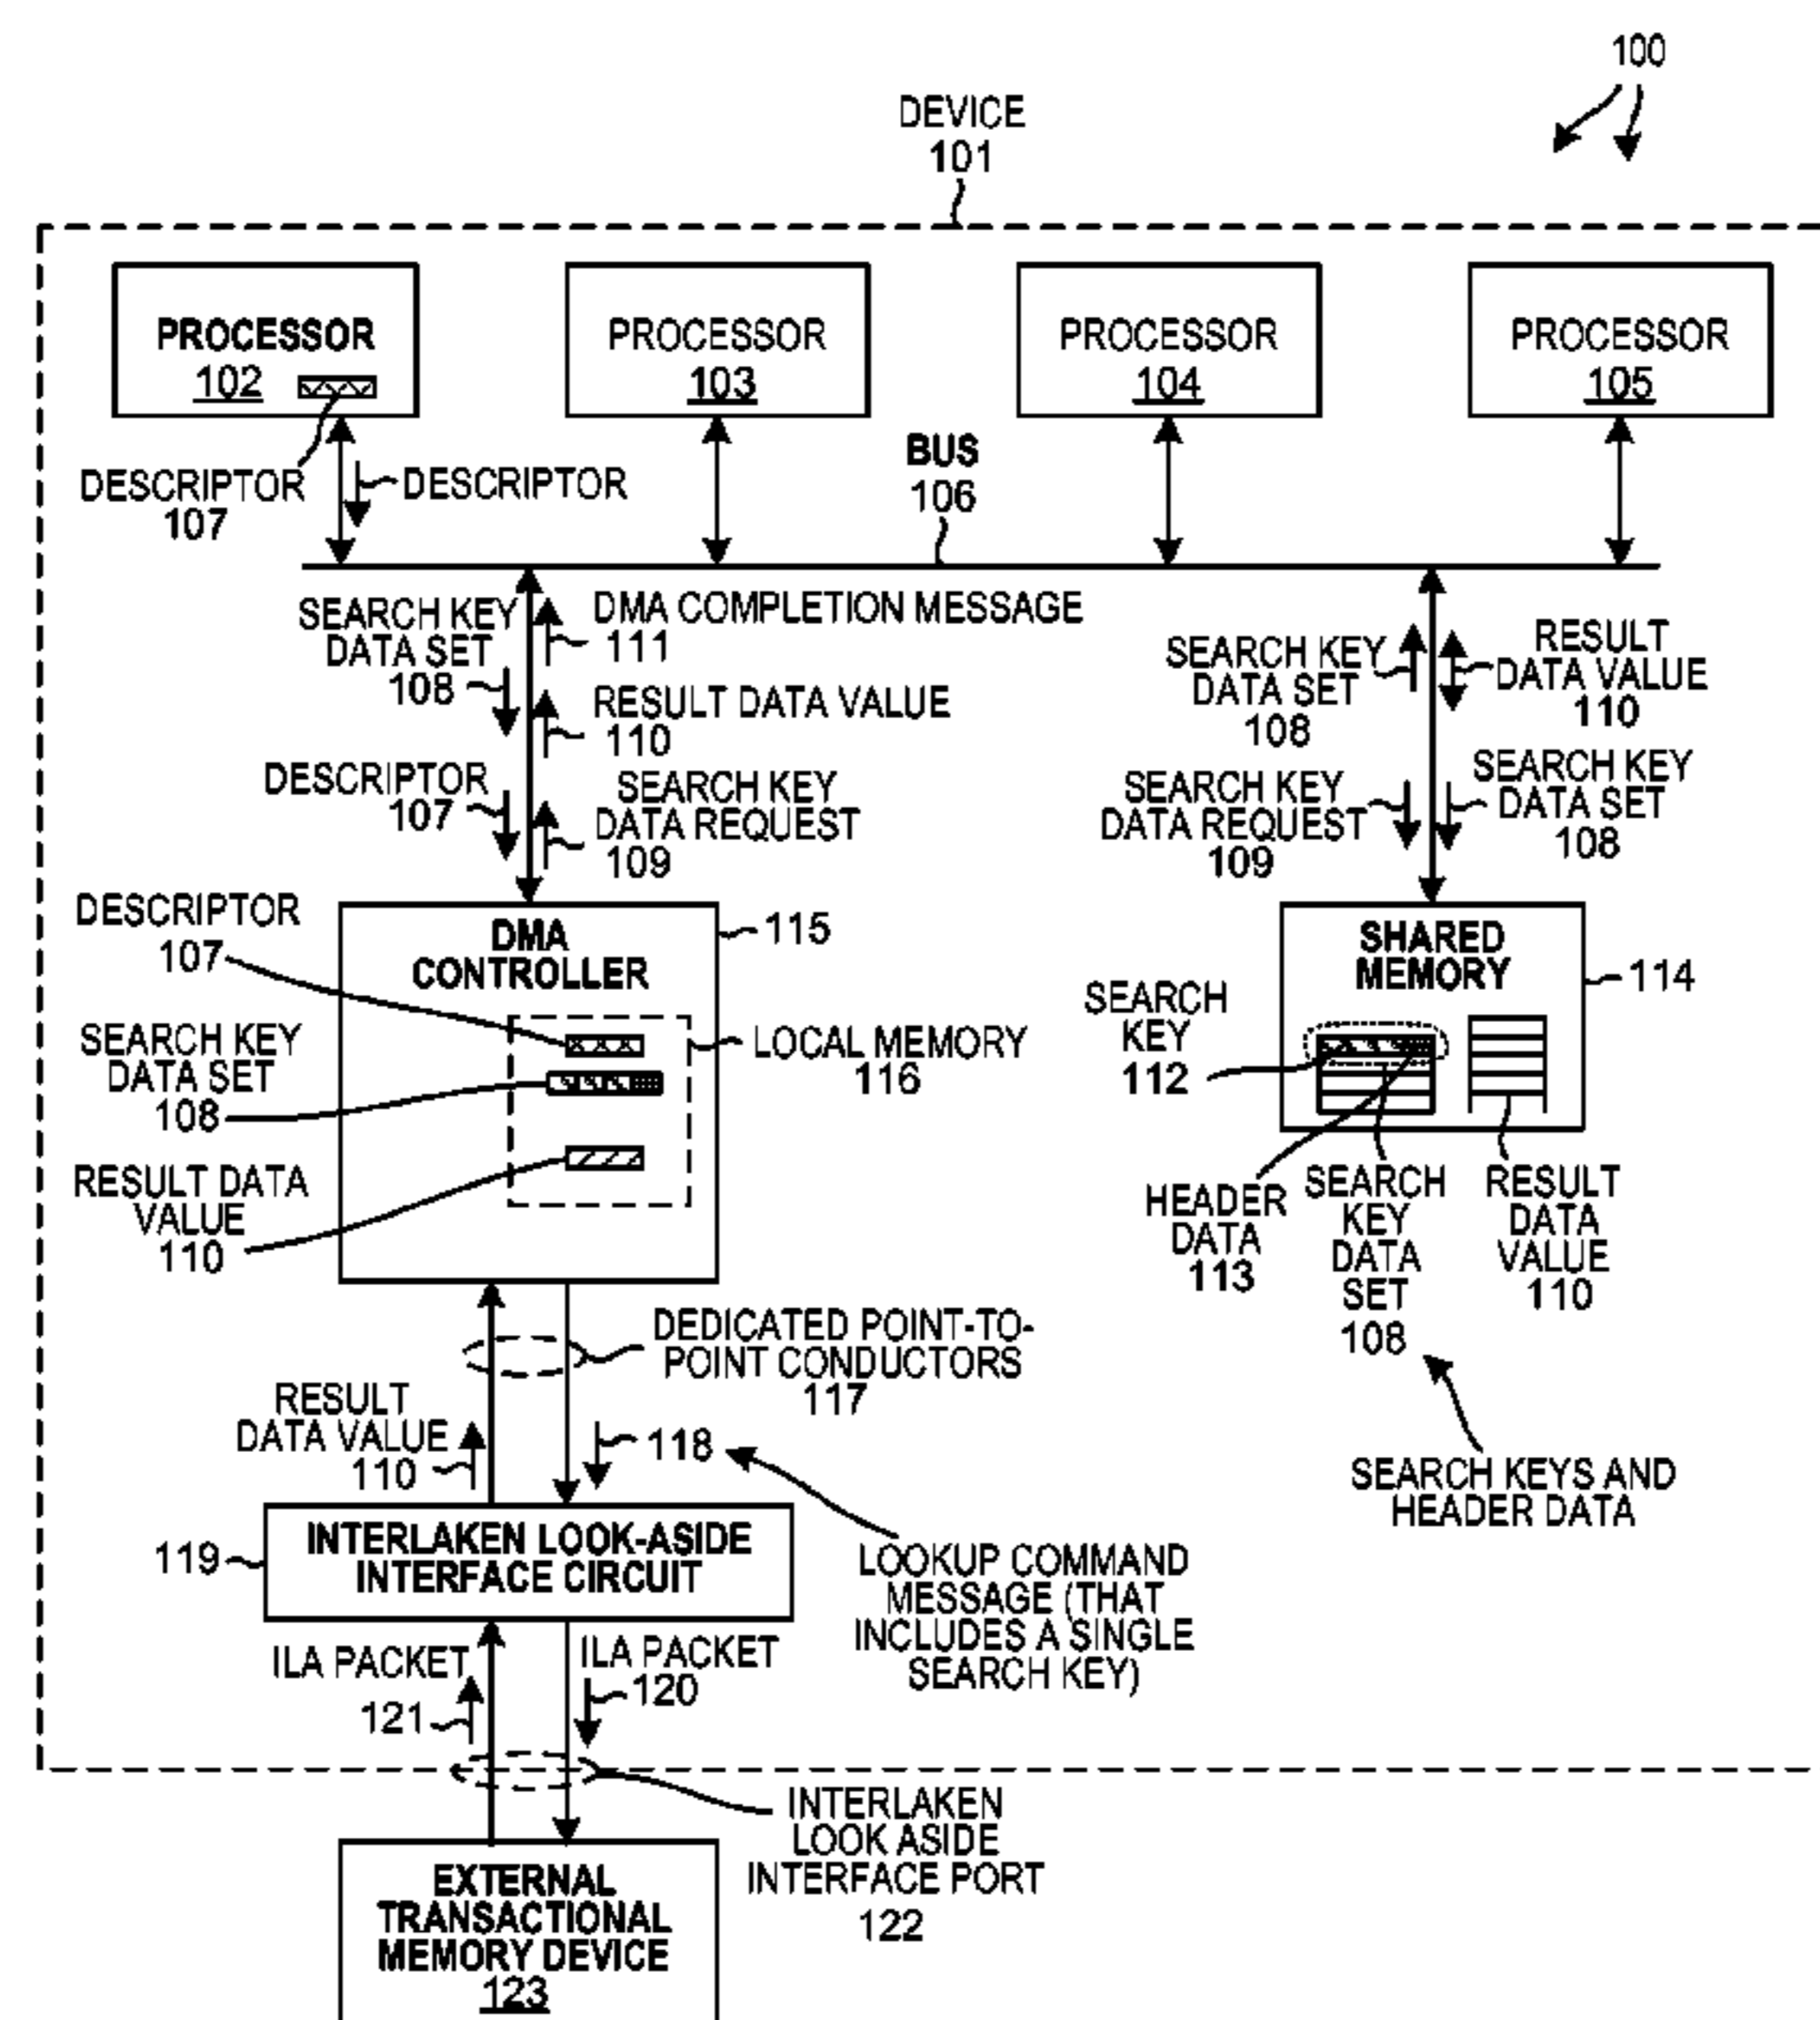 100
DEVICE
101
PROCESSOR
102
PROCESSOR
103
PROCESSOR
104
PROCESSOR
105
DESCRIPTOR
107
DESCRIPTOR
BUS
106
SEARCH KEY
DATA SET
108
DMA COMPLETION MESSAGE
111
RESULT DATA VALUE
110
DESCRIPTOR
107
SEARCH KEY
DATA REQUEST
109
SEARCH KEY
DATA SET
108
RESULT
DATA VALUE
110
SEARCH KEY
DATA REQUEST
109
SEARCH KEY
DATA SET
108
DESCRIPTOR
107
DMA
CONTROLLER
115
SEARCH KEY
DATA SET
108
LOCAL MEMORY
116
RESULT DATA
VALUE
110
SHARED
MEMORY
114
SEARCH
KEY
112
HEADER
DATA
113
SEARCH
KEY
DATA
SET
108
RESULT
DATA
VALUE
110
DEDICATED POINT-TO-
POINT CONDUCTORS
117
RESULT
DATA VALUE
110
118
SEARCH KEYS AND
HEADER DATA
119
INTERLAKEN LOOK-ASIDE
INTERFACE CIRCUIT
LOOKUP COMMAND
MESSAGE (THAT
INCLUDES A SINGLE
SEARCH KEY)
ILA PACKET
121
ILA PACKET
120
INTERLAKEN
LOOK ASIDE
INTERFACE PORT
122
EXTERNAL
TRANSACTIONAL
MEMORY DEVICE
123